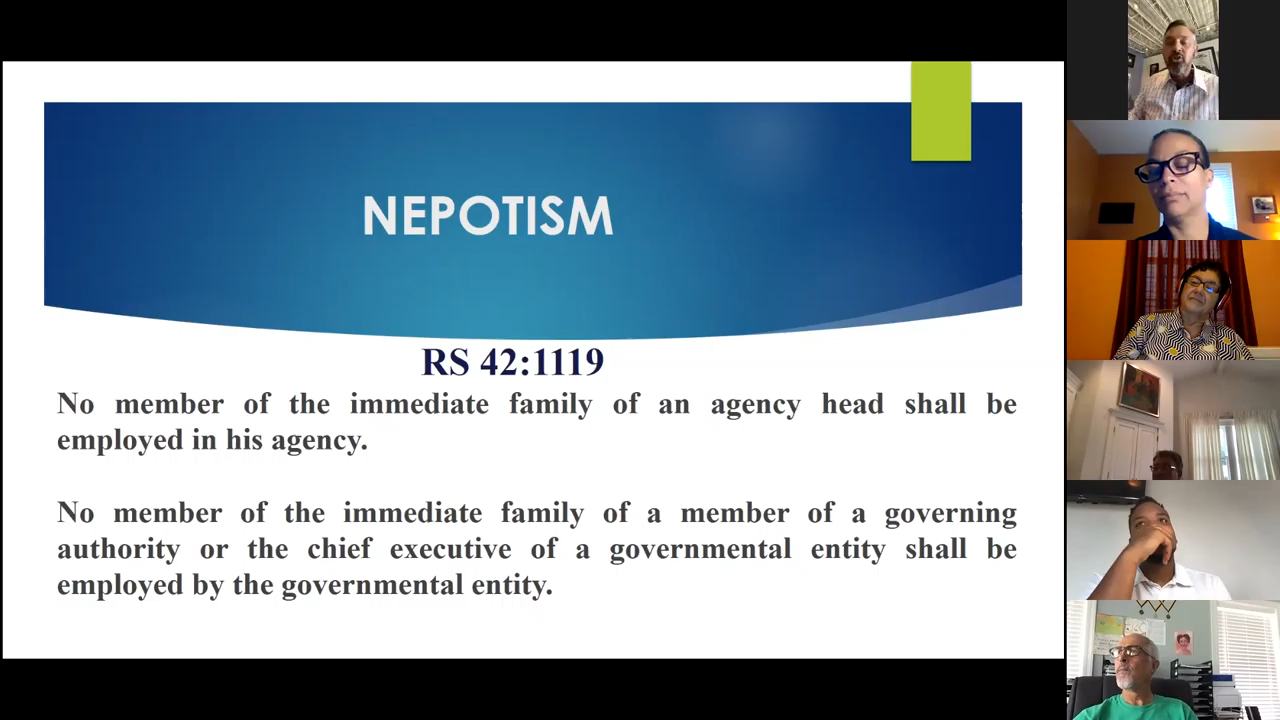 NEPOTISM
RS 42:1119
No member of the immediate family of an agency head shall be
employed in his agency.
No member of the immediate family of a member of a governing
authority or the chief executive of a governmental entity shall be
employed by the governmental entity.